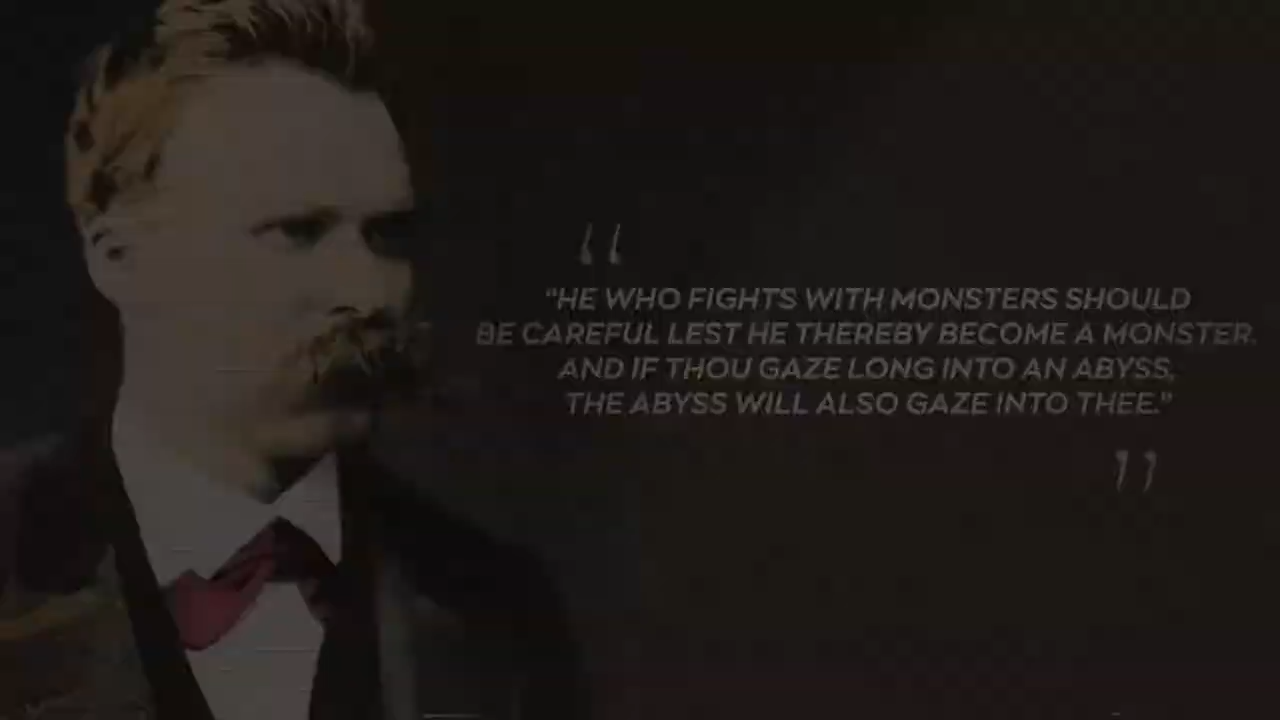 “
“HE WHO FIGHTS WITH MONSTERS SHOULD
BE CAREFUL LEST HE THEREBY BECOME A MONSTER.
AND IF THOU GAZE LONG INTO AN ABYSS,
THE ABYSS WILL ALSO GAZE INTO THEE.”
”